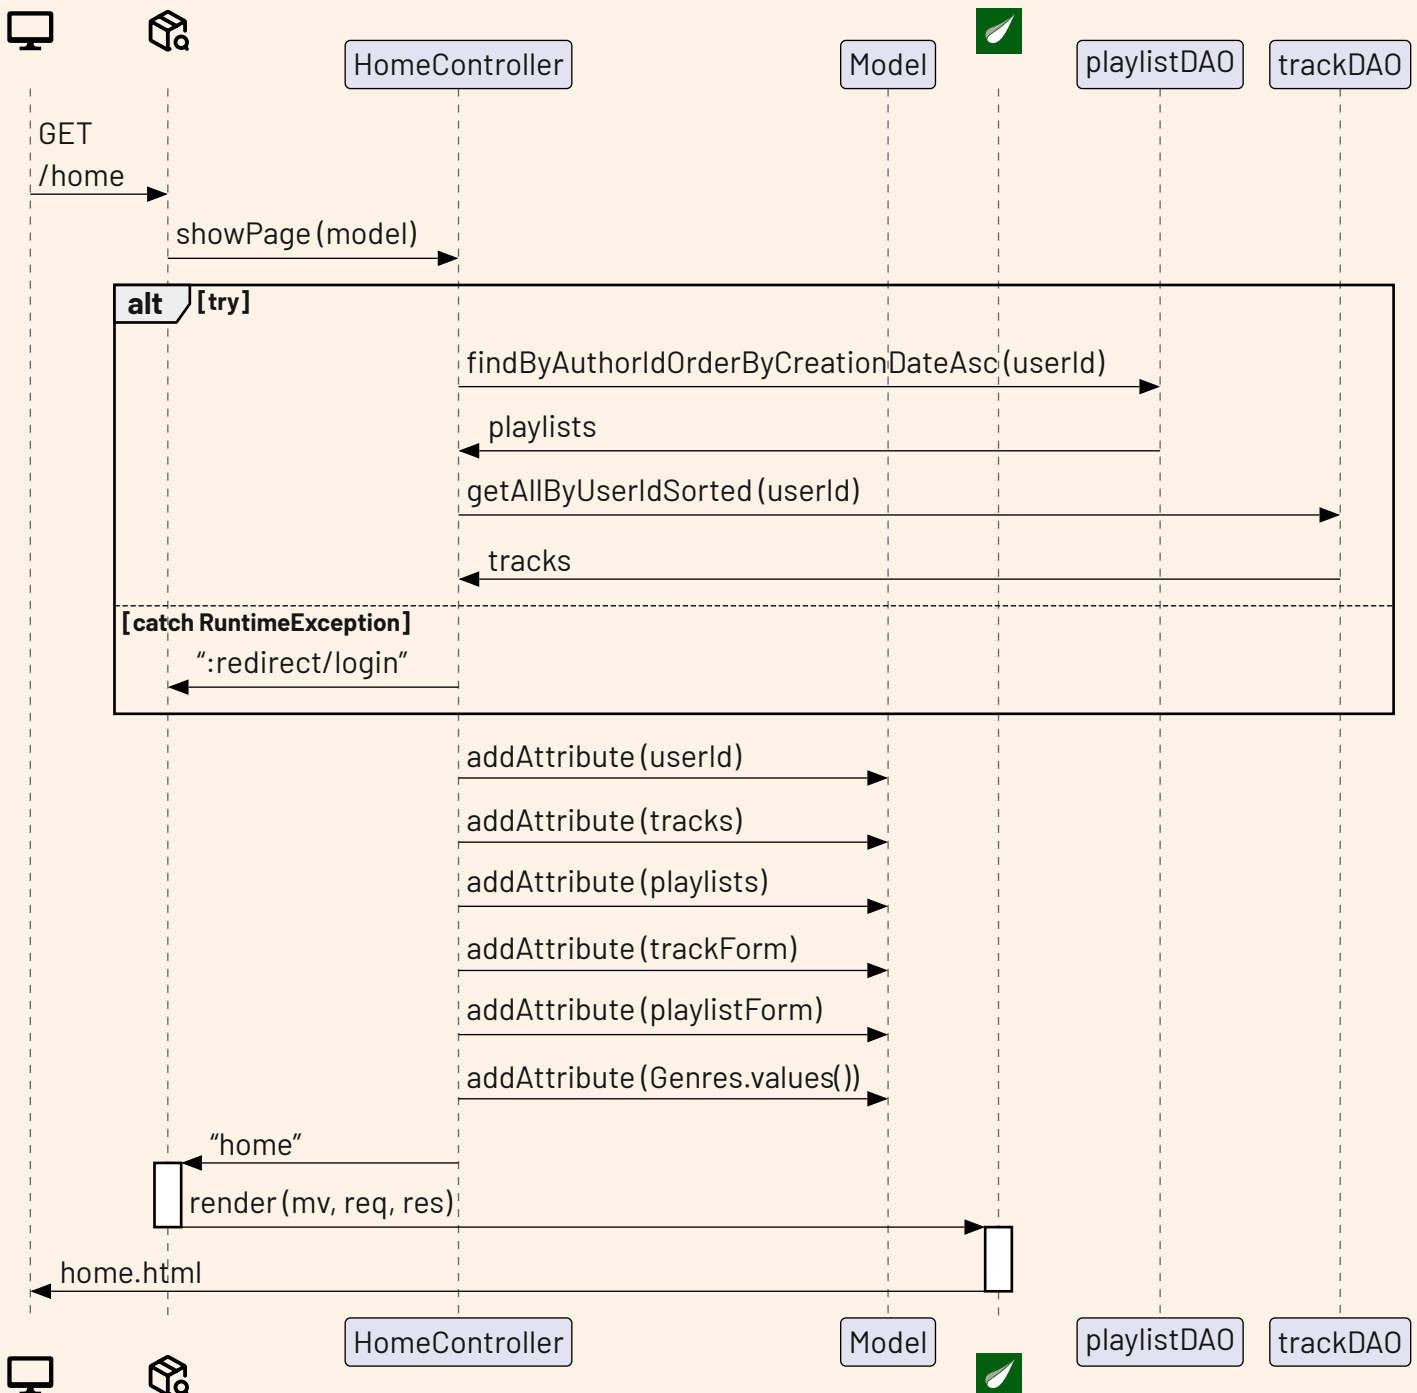 HomeController
Model
playlistDAO
trackDAO
GET
/home
showPage (model)
alt
[try]
findByAuthorIdOrderByCreationDateAsc (userId)
playlists
getAllByUserIdSorted (userId)
tracks
[catch RuntimeException]
“:redirect/login”
addAttribute (userId)
addAttribute (tracks)
addAttribute (playlists)
addAttribute (trackForm)
addAttribute (playlistForm)
addAttribute (Genres.values())
“home”
render (mv, req, res)
home.html
HomeController
Model
playlistDAO
trackDAO